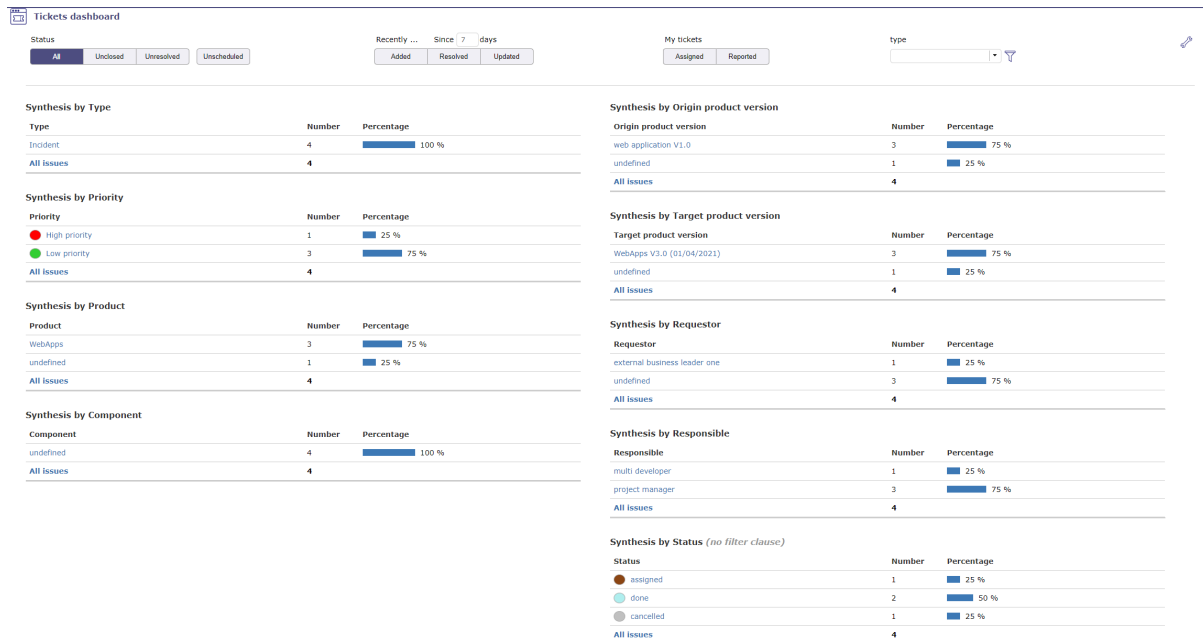 Tickets dashboard
Status
All Unclosed Unresolved Unscheduled
Recently ... Since 7 days
Added Resolved Updated
My tickets
Assigned Reported
type
Synthesis by Type
Type Number Percentage
Incident 4 100 %
All issues 4
Synthesis by Priority
Priority Number Percentage
High priority 1 25 %
Low priority 3 75 %
All issues 4
Synthesis by Product
Product Number Percentage
WebApps 3 75 %
undefined 1 25 %
All issues 4
Synthesis by Component
Component Number Percentage
undefined 4 100 %
All issues 4
Synthesis by Origin product version
Origin product version Number Percentage
web application V1.0 3 75 %
undefined 1 25 %
All issues 4
Synthesis by Target product version
Target product version Number Percentage
WebApps V3.0 (01/04/2021) 3 75 %
undefined 1 25 %
All issues 4
Synthesis by Requestor
Requestor Number Percentage
external business leader one 1 25 %
undefined 3 75 %
All issues 4
Synthesis by Responsible
Responsible Number Percentage
multi developer 1 25 %
project manager 3 75 %
All issues 4
Synthesis by Status (no filter clause)
Status Number Percentage
assigned 1 25 %
done 2 50 %
cancelled 1 25 %
All issues 4